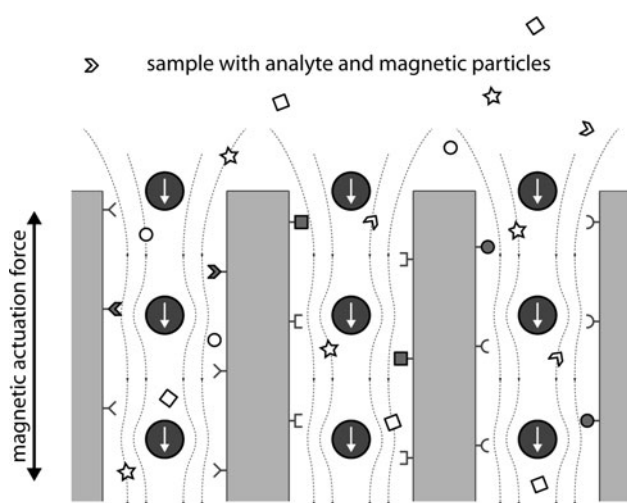 sample with analyte and magnetic particles
magnetic actuation force